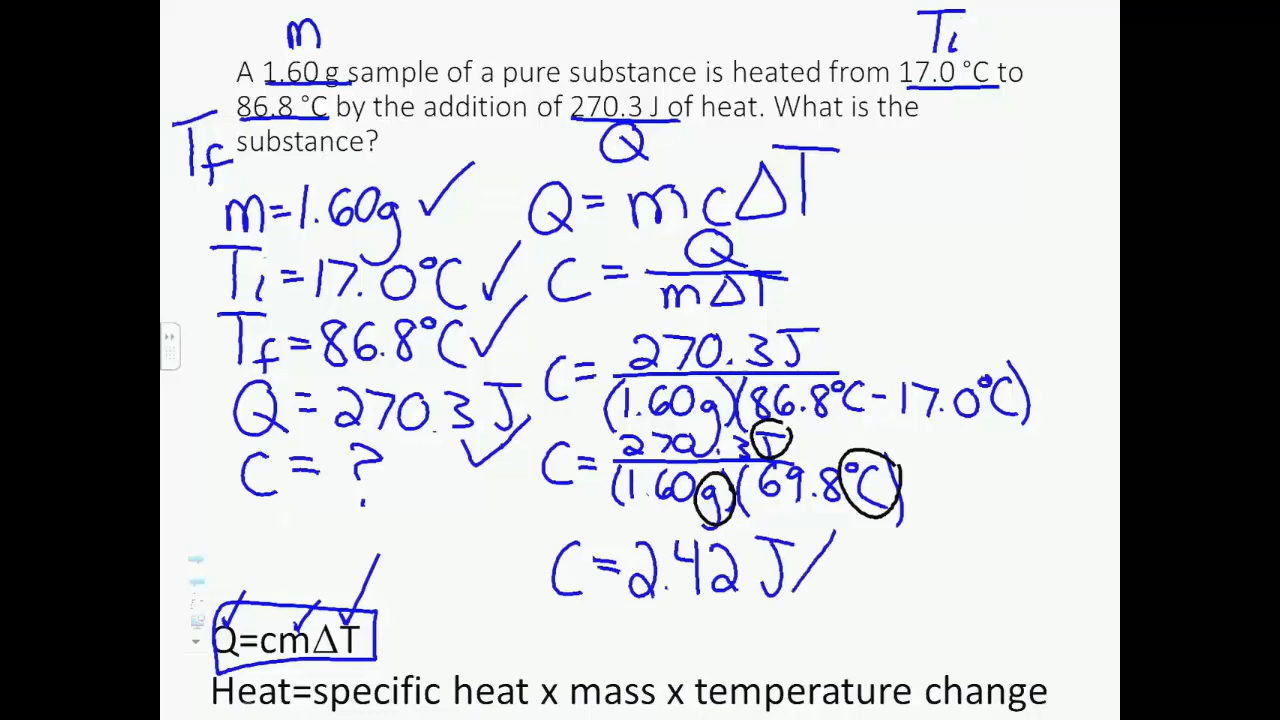 m
Ti
A 1.60 g sample of a pure substance is heated from 17.0 °C to
86.8 °C by the addition of 270.3 J of heat. What is the
substance?
Tf
Q
m=1.60g
Ti=17.0°C
Tf=86.8°C
Q=270.3J
C=?
Q=mcΔT
C=Q/mΔT
C=270.3J
(1.60g)(86.8°C-17.0°C)
C=270.3J
(1.60g)(69.8°C)
C=2.42J/
Q=cmΔT
Heat=specific heat x mass x temperature change